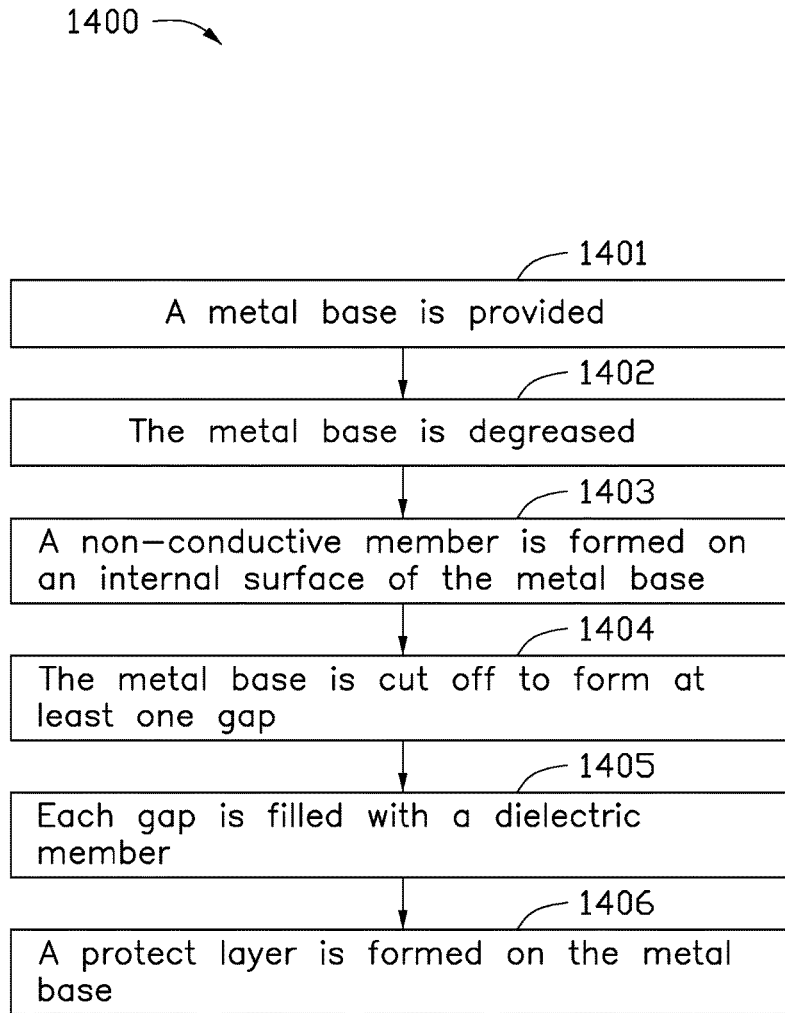 1400
1401
A metal base is provided
1402
The metal base is degreased
1403
A non-conductive member is formed on
an internal surface of the metal base
1404
The metal base is cut off to form at
least one gap
1405
Each gap is filled with a dielectric
member
1406
A protect layer is formed on the metal
base